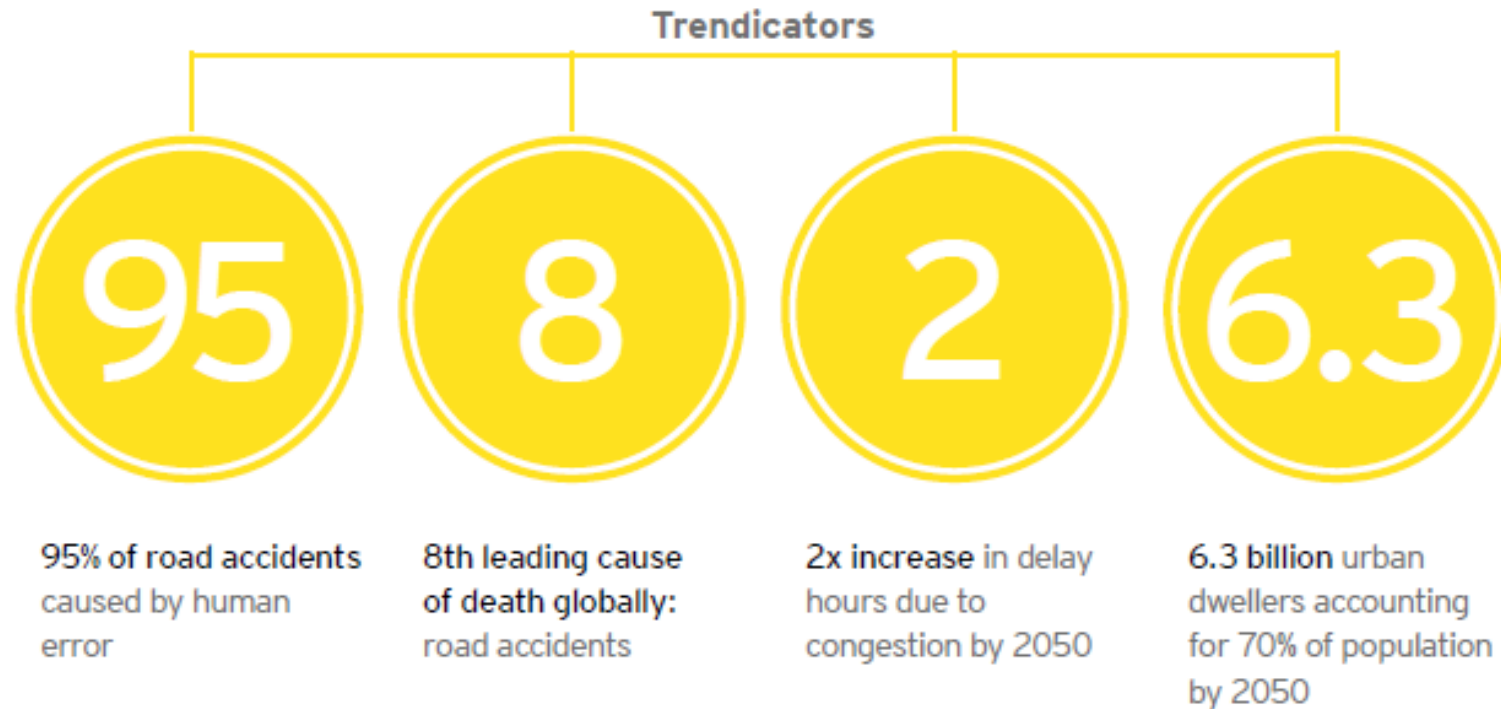 Trendicators
95
8
2
6.3
95% of road accidents
caused by human
error
8th leading cause
of death globally:
road accidents
2x increase in delay
hours due to
congestion by 2050
6.3 billion urban
dwellers accounting
for 70% of population
by 2050